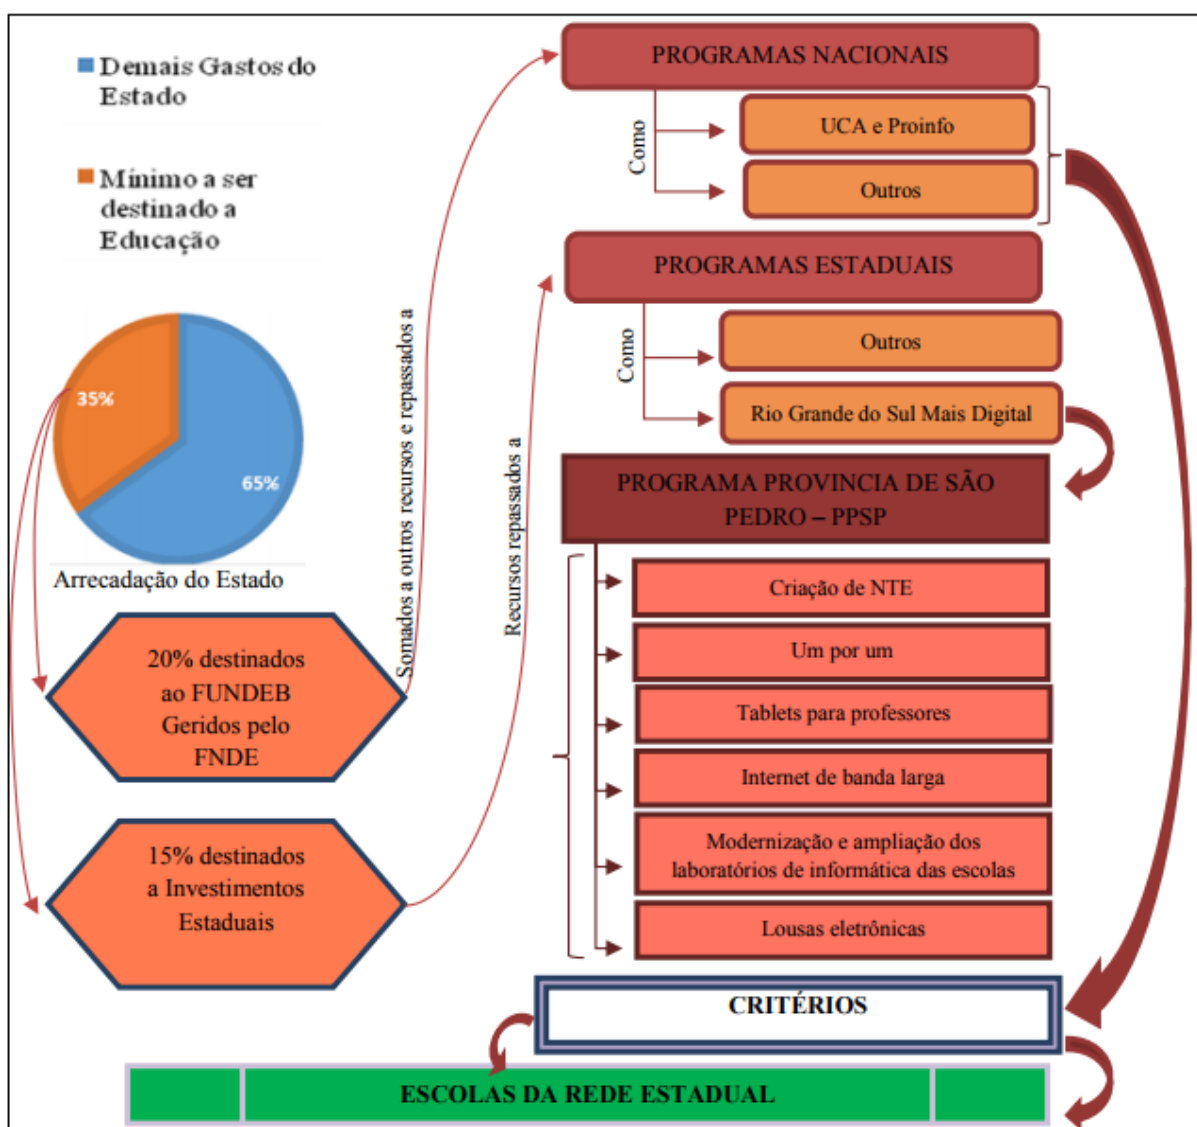 Demais Gastos do
Estado
Mínimo a ser
destinado a
Educação
35%
65%
Arrecadação do Estado
20% destinados
ao FUNDEB
Geridos pelo
FNDE
15% destinados
a Investimentos
Estaduais
Somados a outros recursos e repassados a
Recursos repassados a
PROGRAMAS NACIONAIS
Como
UCA e Proinfo
Outros
PROGRAMAS ESTADUAIS
Como
Outros
Rio Grande do Sul Mais Digital
PROGRAMA PROVINCIA DE SÃO
PEDRO – PPSP
Criação de NTE
Um por um
Tablets para professores
Internet de banda larga
Modernização e ampliação dos
laboratórios de informática das escolas
Lousas eletrônicas
CRITÉRIOS
ESCOLAS DA REDE ESTADUAL